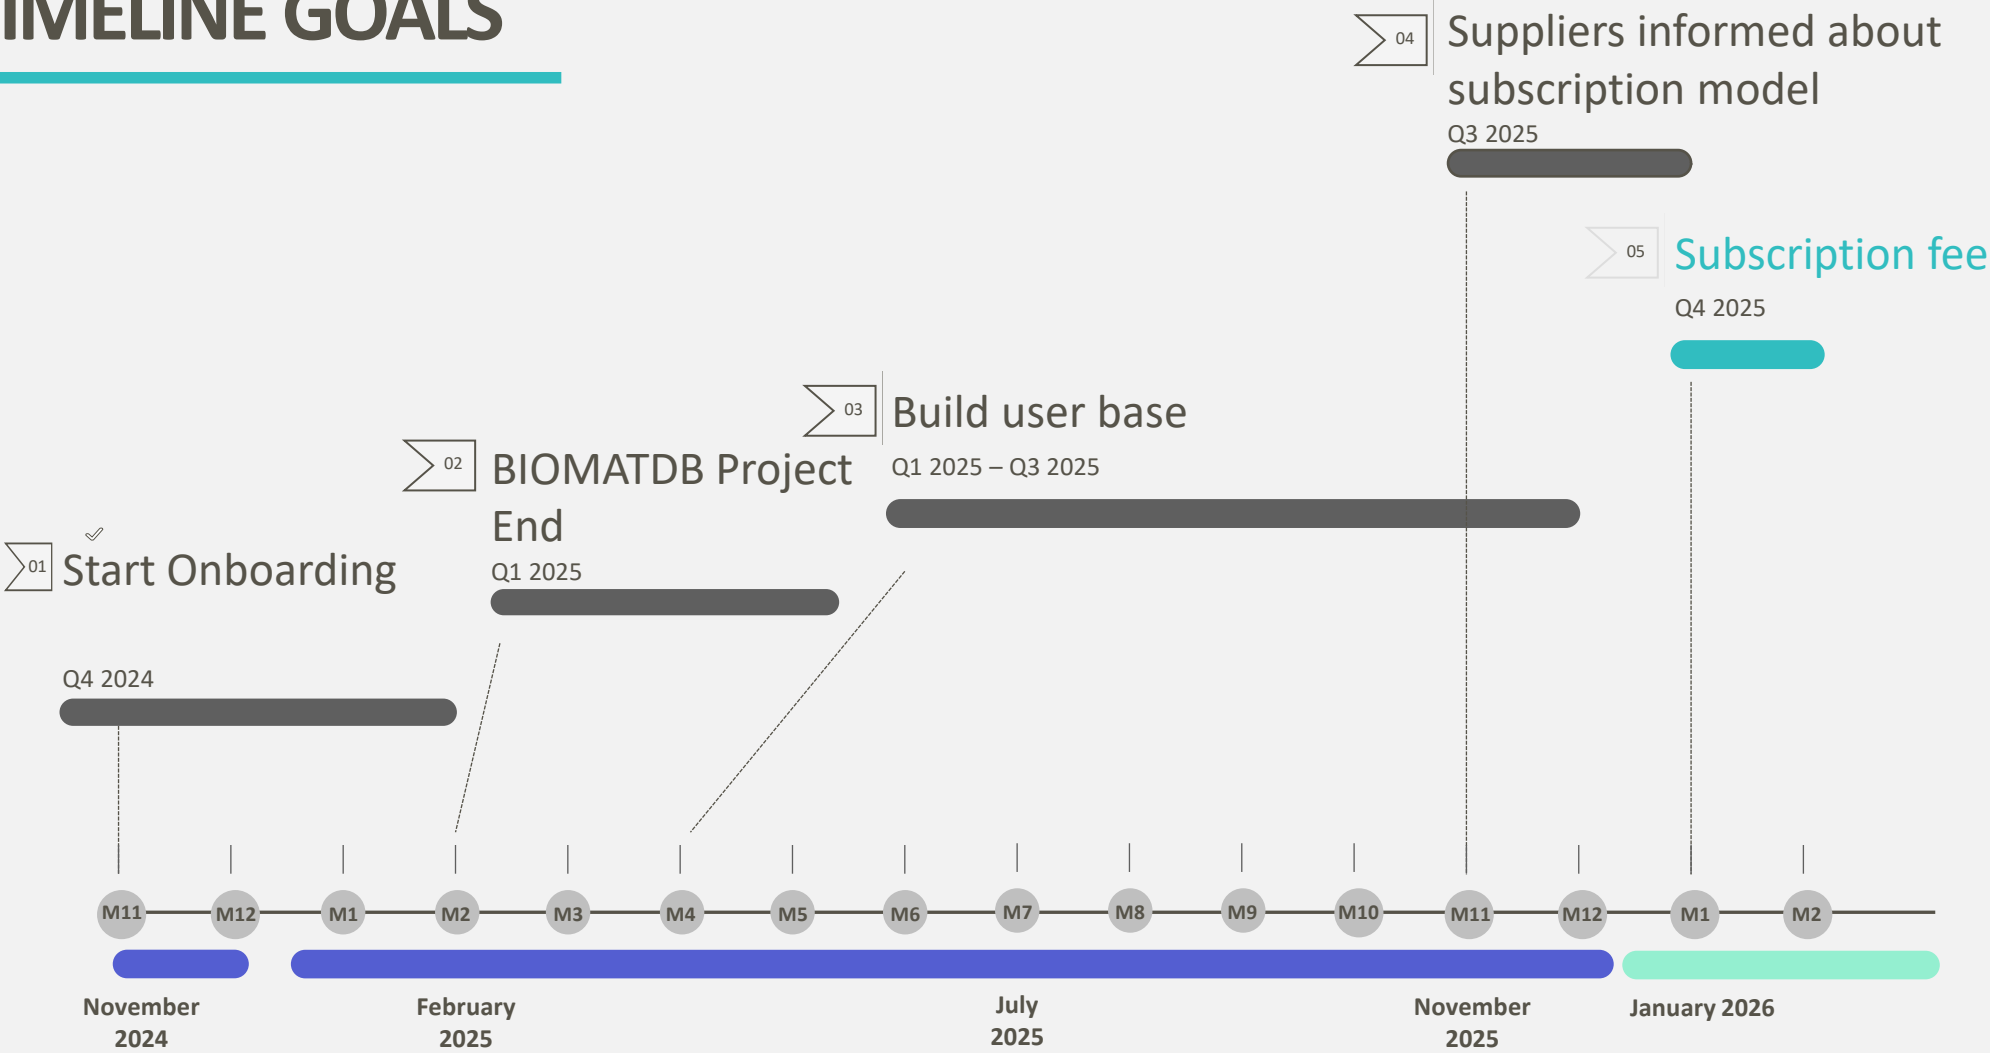 IMELINE GOALS
04
Suppliers informed about
subscription model
Q3 2025
05
Subscription fee
Q4 2025
03
Build user base
Q1 2025 – Q3 2025
02
BIOMATDB Project
End
Q1 2025
01
Start Onboarding
Q4 2024
M11 M12 M1 M2 M3 M4 M5 M6 M7 M8 M9 M10 M11 M12 M1 M2
November
2024
February
2025
July
2025
November
2025
January 2026